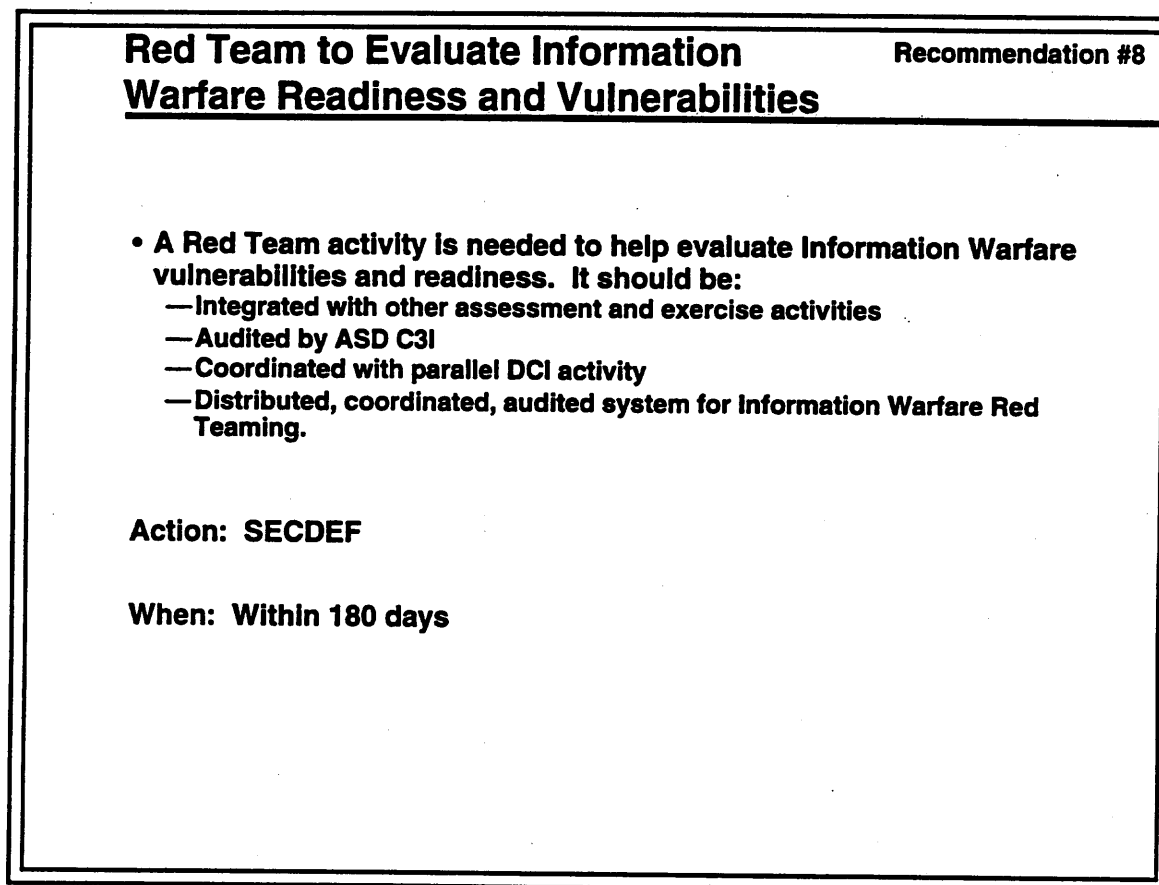 Red Team to Evaluate Information
Recommendation #8
Warfare Readiness and Vulnerabilities
• A Red Team activity is needed to help evaluate Information Warfare
vulnerabilities and readiness. It should be:
—Integrated with other assessment and exercise activities
—Audited by ASD C3I
—Coordinated with parallel DCI activity
—Distributed, coordinated, audited system for Information Warfare Red
Teaming.
Action: SECDEF
When: Within 180 days